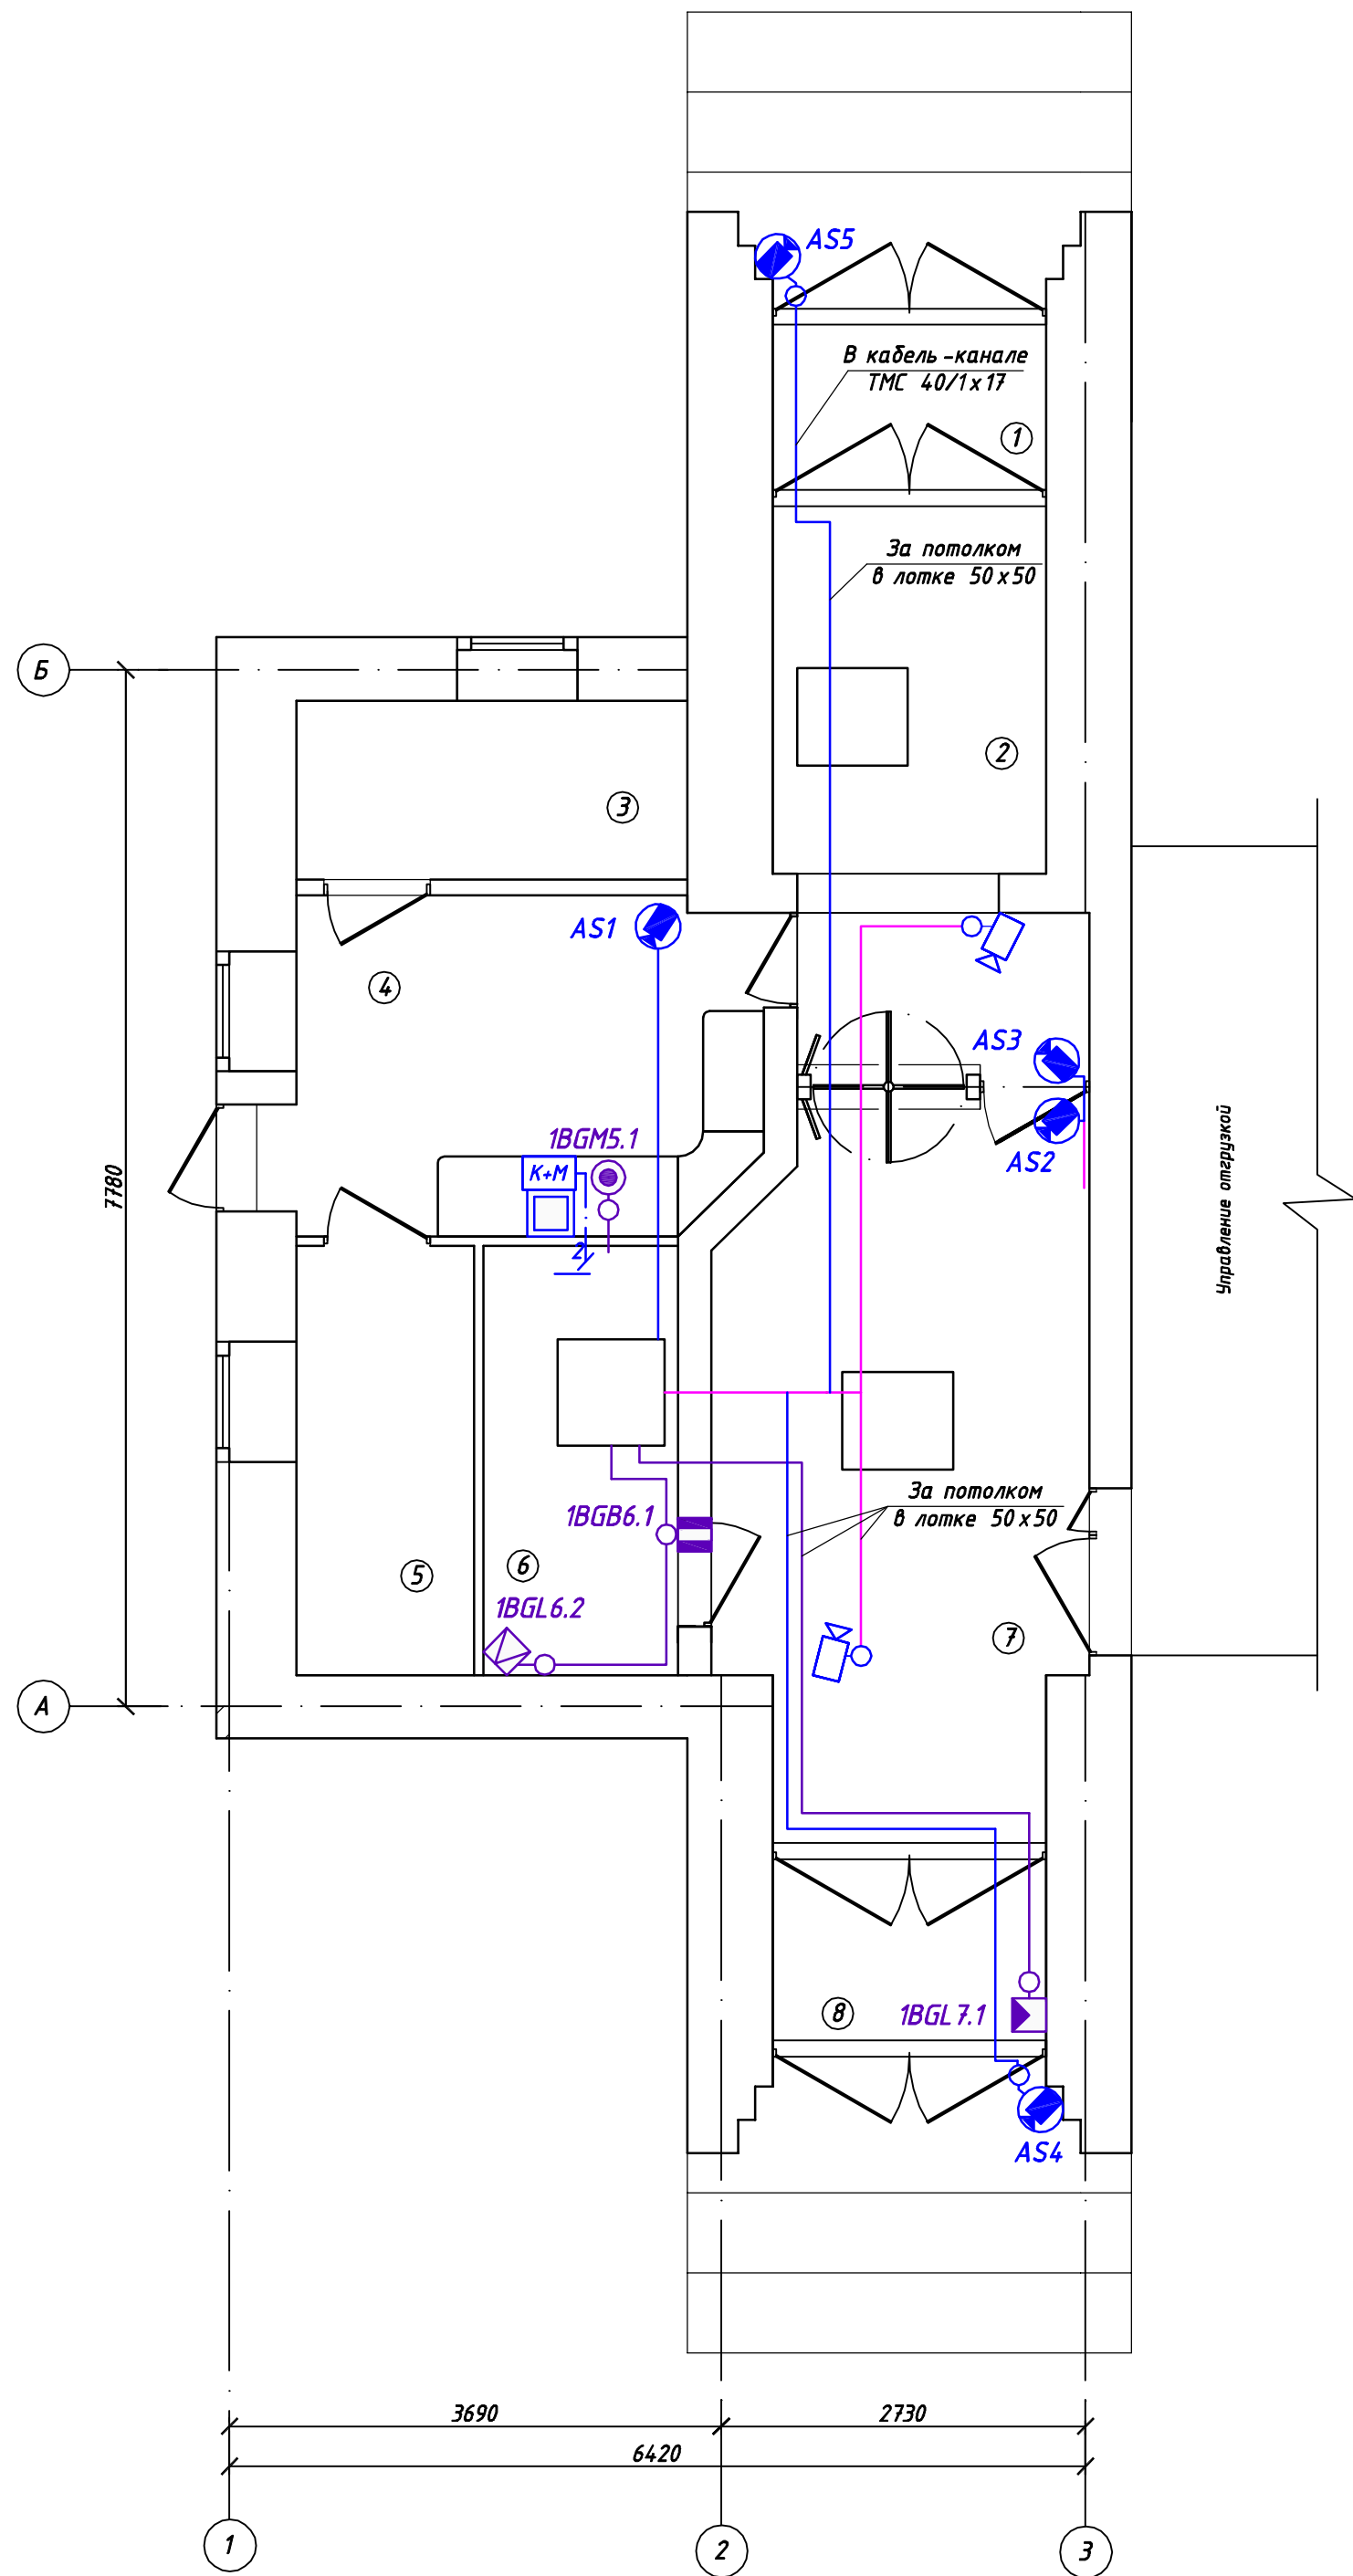 AS5
В кабель-канале
ТМС 40/1х17
1
За потолком
в лотке 50х50
Б
2
3
AS1
4
AS3
AS2
1BGM5.1
К+М
2
7780
Управление отгрузкой
За потолком
в лотке 50х50
1BGB6.1
6
5
1BGL6.2
7
А
8
1BGL7.1
AS4
3690
2730
6420
1
2
3